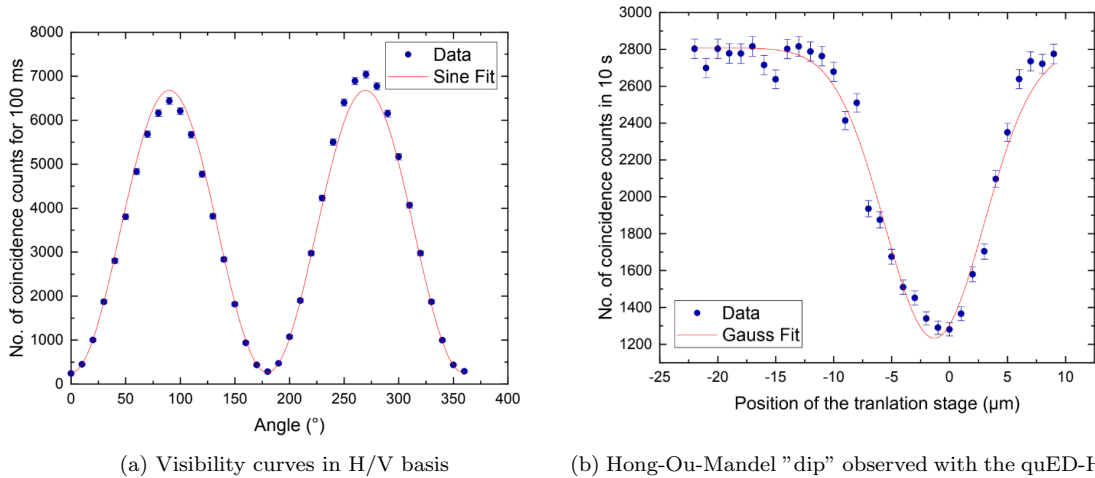 8000
7000
6000
5000
4000
3000
2000
1000
0
0 50 100 150 200 250 300 350 400
No. of coincidence counts for 100 ms
Angle (°)
Data
Sine Fit
(a) Visibility curves in H/V basis
3000
2800
2600
2400
2200
2000
1800
1600
1400
1200
-25 -20 -15 -10 -5 0 5 10
No. of coincidence counts in 10 s
Position of the tranlation stage (μm)
Data
Gauss Fit
(b) Hong-Ou-Mandel "dip" observed with the quED-H